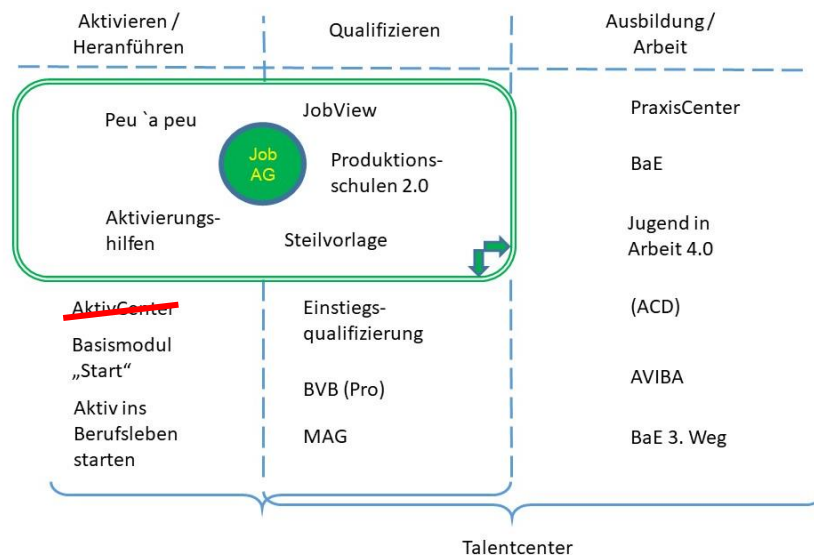 Aktivieren /
Heranführen
Qualifizieren
Ausbildung/
Arbeit
Peu `a peu
Job
AG
JobView
Produktions-
schulen 2.0
Aktivierungs-
hilfen
Steilvorlage
PraxisCenter
BaE
Jugend in
Arbeit 4.0
AktivCenter
Basismodul
„Start“
Aktiv ins
Berufsleben
starten
Einstiegs-
qualifizierung
BVB (Pro)
MAG
(ACD)
AVIBA
BaE 3. Weg
Talentcenter